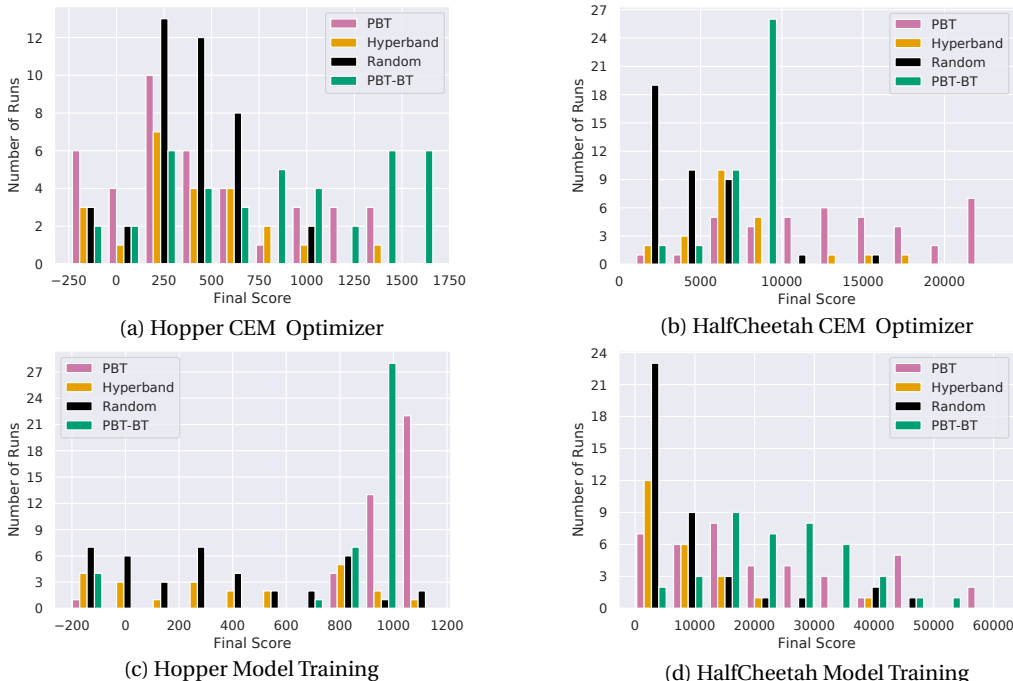 PBT
Hyperband
Random
PBT-BT
Number of Runs
12
10
8
6
4
2
0
−250 0 250 500 750 1000 1250 1500 1750
Final Score
(a) Hopper CEM Optimizer
PBT
Hyperband
Random
PBT-BT
Number of Runs
27
24
21
18
15
12
9
6
3
0
0 5000 10000 15000 20000
Final Score
(b) HalfCheetah CEM Optimizer
PBT
Hyperband
Random
PBT-BT
Number of Runs
27
24
21
18
15
12
9
6
3
0
−200 0 200 400 600 800 1000 1200
Final Score
(c) Hopper Model Training
PBT
Hyperband
Random
PBT-BT
Number of Runs
24
21
18
15
12
9
6
3
0
0 10000 20000 30000 40000 50000 60000
Final Score
(d) HalfCheetah Model Training